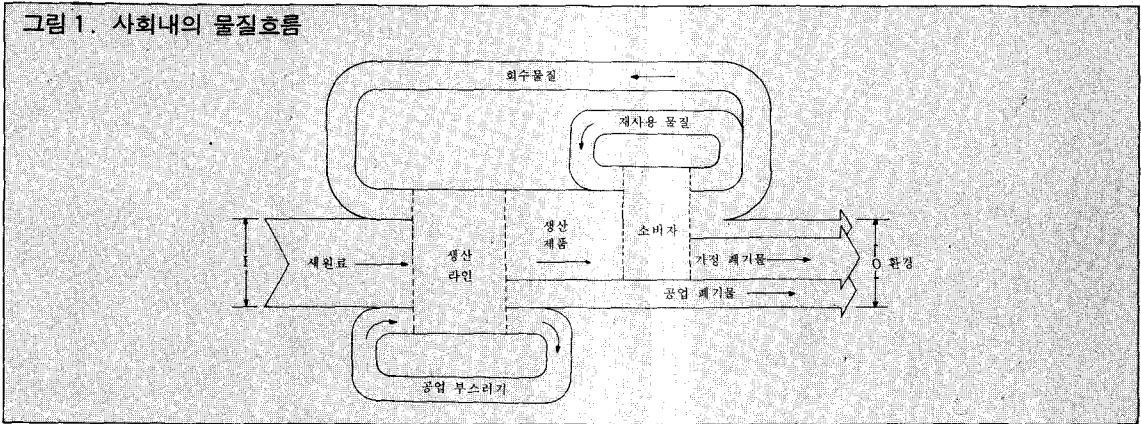 그림 1. 사회내의 물질흐름
회수물질
재사용 물질
생산
제품
소비자
I
새원료
생산
라인
가정 폐기물
O 환경
공업 폐기물
공업 부스러기